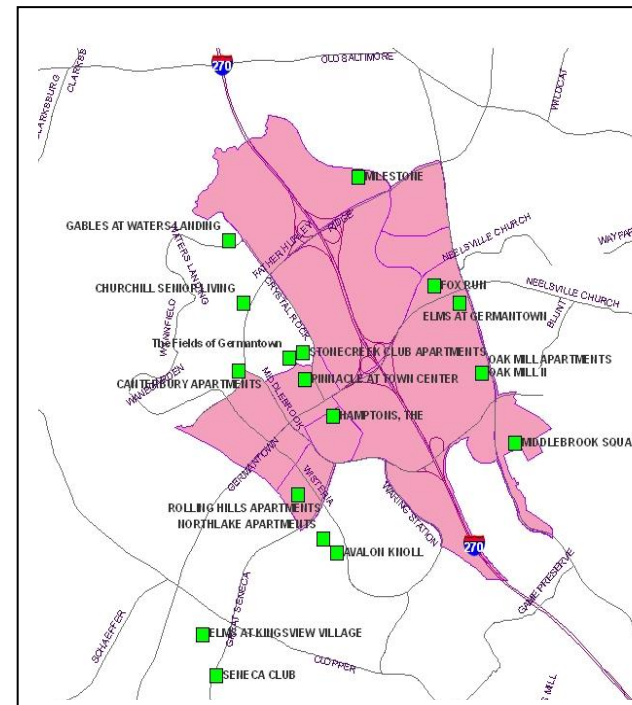 270
OLD BALTIMORE
CLARKSBURG
WILDCAT
MILESTONE
GABLES AT WATERS LANDING
FATHER HURLEY
RIDGE
NEELSVILLE CHURCH
WATERS LANDING
CHURCHILL SENIOR LIVING
CRYSTAL ROCK
FOX RUN
NEELSVILLE CHURCH
ELMS AT GERMANTOWN
BLUNT
The Fields of Germantown
STONECREEK CLUB APARTMENTS
OAK MILL APARTMENTS
OAK MILL II
CANTERBURY APARTMENTS
PINNACLE AT TOWN CENTER
MIDDLEBROOK
HAMPTONS, THE
MIDDLEBROOK SQUA
GERMANTOWN
WISTERIA
ROLLING HILLS APARTMENTS
WARING STATION
NORTHLAKE APARTMENTS
AVALON KNOLL
270
GAME PRESERVE
GREAT SENECA
SCHAEFFER
ELMS AT KINGSVIEW VILLAGE
CLOPPER
SENECA CLUB